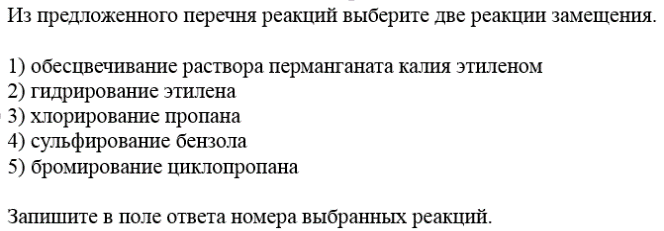 Из предложенного перечня реакций выберите две реакции замещения.
1) обесцвечивание раствора перманганата калия этиленом
2) гидрирование этилена
3) хлорирование пропана
4) сульфирование бензола
5) бромирование циклопропана
Запишите в поле ответа номера выбранных реакций.